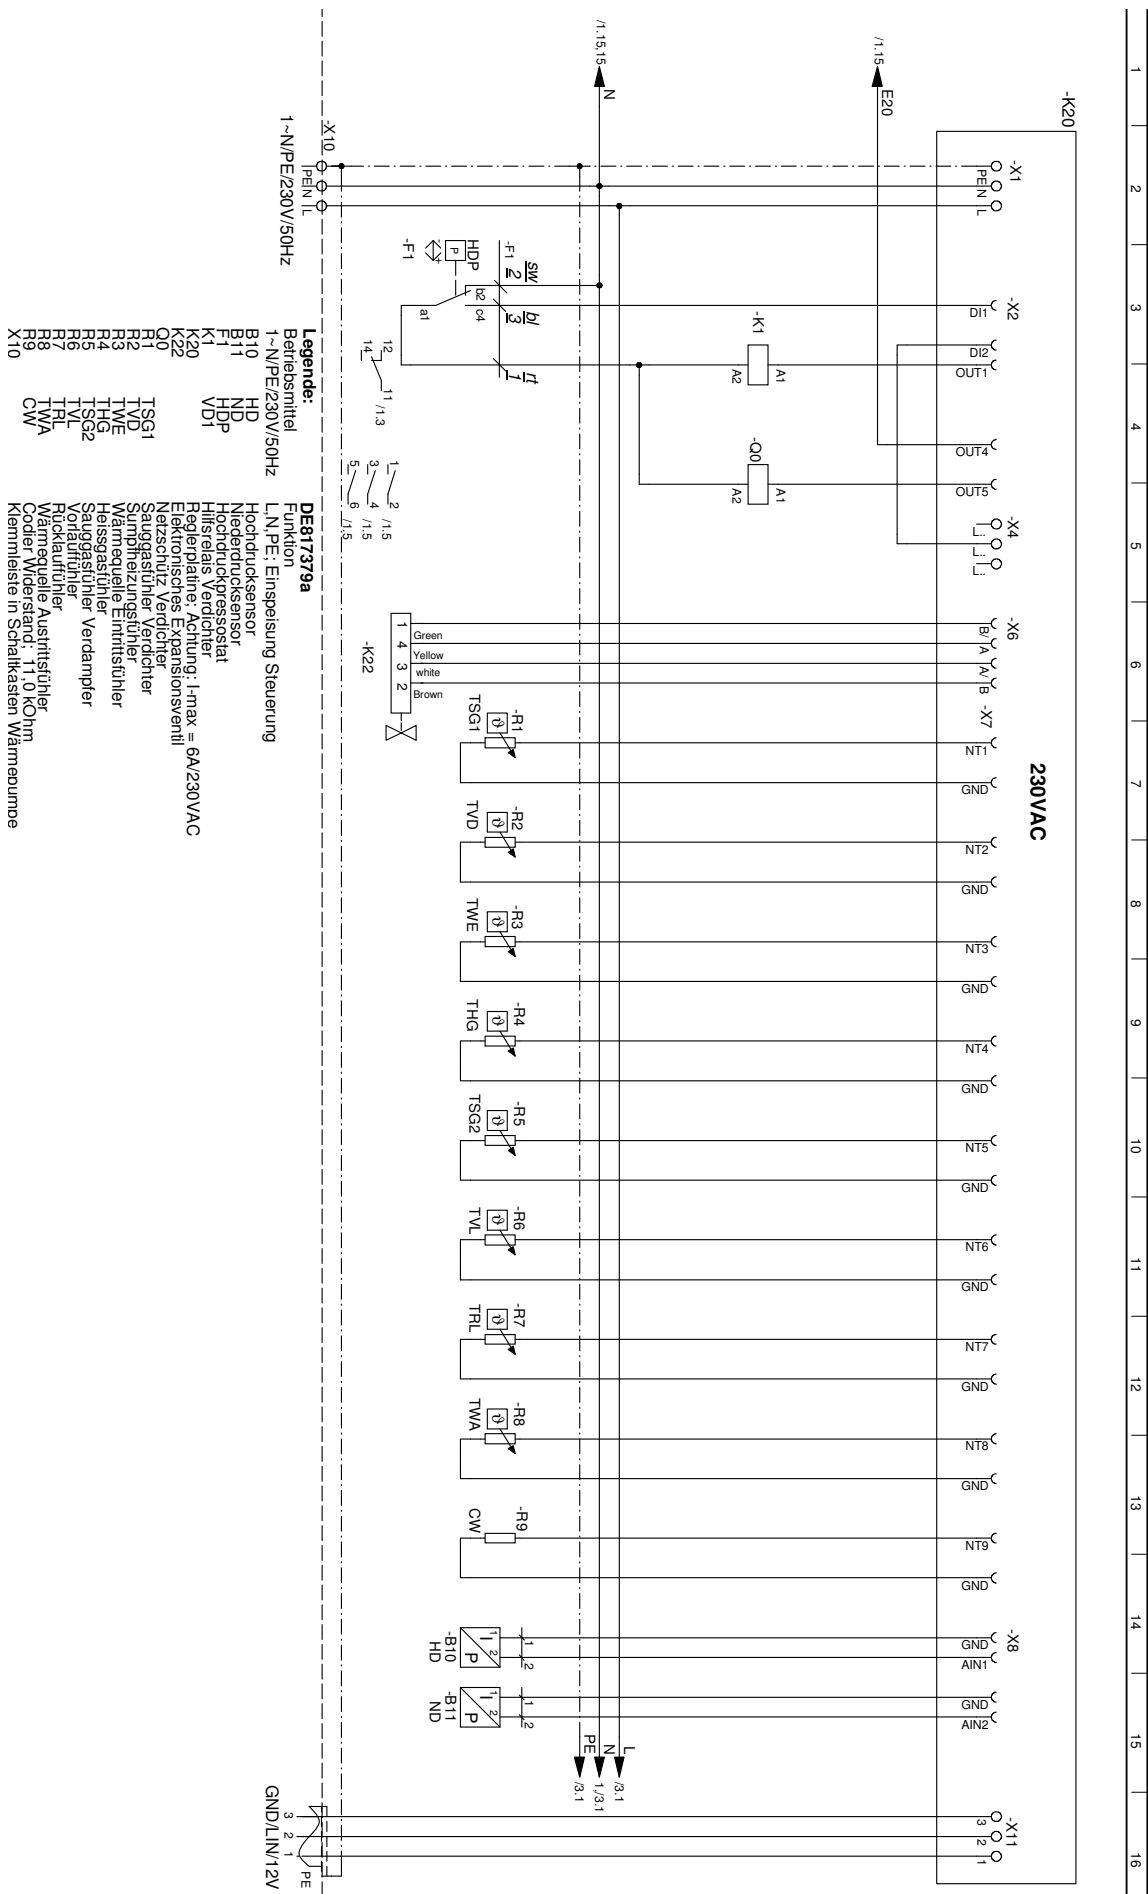 1
2
3
4
5
6
7
8
9
10
11
12
13
14
15
16
-K20
230VAC
/1.15
E20
/1.15,15
N
-X1
PE
N
L
-X2
DI1
DI2
OUT1
OUT4
OUT5
-X4
L:
L:
L:
-X6
B/
A
A/
B
-X7
NT1
GND
NT2
GND
NT3
GND
NT4
GND
NT5
GND
NT6
GND
NT7
GND
NT8
GND
NT9
GND
-X8
GND
AIN1
GND
AIN2
-X11
3
2
1
-K1
A1
A2
-Q0
A1
A2
-F1
sw
2
bl
3
rt
1
HDP
P
-F1
b2
c4
a1
12
14
11
/1.3
1
2
/1.5
3
4
/1.5
5
6
/1.5
1
4
3
2
Green
Yellow
white
Brown
-K22
-R1
ϑ
TSG1
-R2
ϑ
TVD
-R3
ϑ
TWE
-R4
ϑ
THG
-R5
ϑ
TSG2
-R6
ϑ
TVL
-R7
ϑ
TRL
-R8
ϑ
TWA
-R9
CW
1
2
I
P
1
2
-B10
HD
1
2
I
P
1
2
-B11
ND
L
/3.1
N
1,/3.1
PE
/3.1
-X10
PE
N
L
1~N/PE/230V/50Hz
3
2
1
PE
GND/LIN/12V
Legende: DE817379a
Betriebsmittel Funktion
1~N/PE/230V/50Hz L,N,PE; Einspeisung Steuerung
B10 HD Hochdrucksensor
B11 ND Niederdrucksensor
F1 HDP Hochdruckpressostat
K1 VD1 Hilfsrelais Verdichter
K20 Reglerplatine; Achtung: I-max = 6A/230VAC
K22 Elektronisches Expansionsventil
Q0 Netzschütz Verdichter
R1 TSG1 Sauggasfühler Verdichter
R2 TVD Sumpfheizungsfühler
R3 TWE Wärmequelle Eintrittsfühler
R4 THG Heissgasfühler
R5 TSG2 Sauggasfühler Verdampfer
R6 TVL Vorlauffühler
R7 TRL Rücklauffühler
R8 TWA Wärmequelle Austrittsfühler
R9 CW Codier Widerstand; 11,0 kOhm
X10 Klemmleiste in Schaltkasten Wärmepumpe